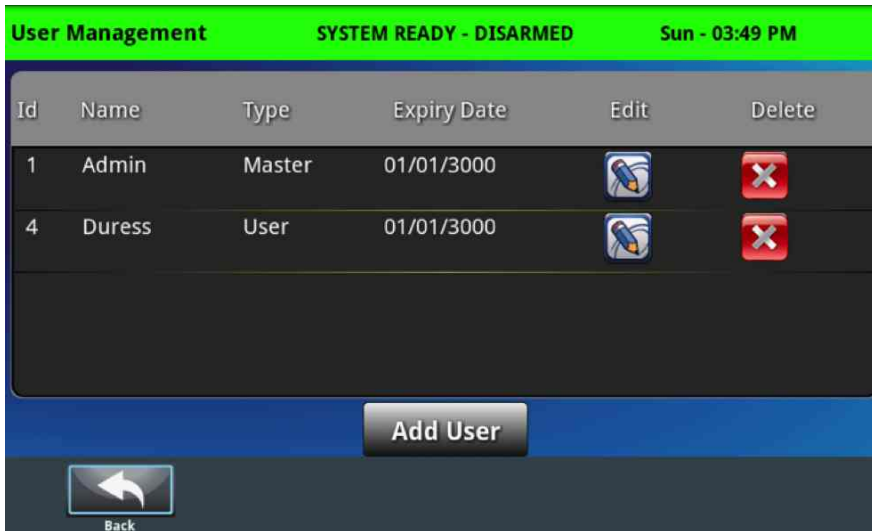 User Management SYSTEM READY - DISARMED Sun - 03:49 PM
Id Name Type Expiry Date Edit Delete
1 Admin Master 01/01/3000
4 Duress User 01/01/3000
Add User
Back